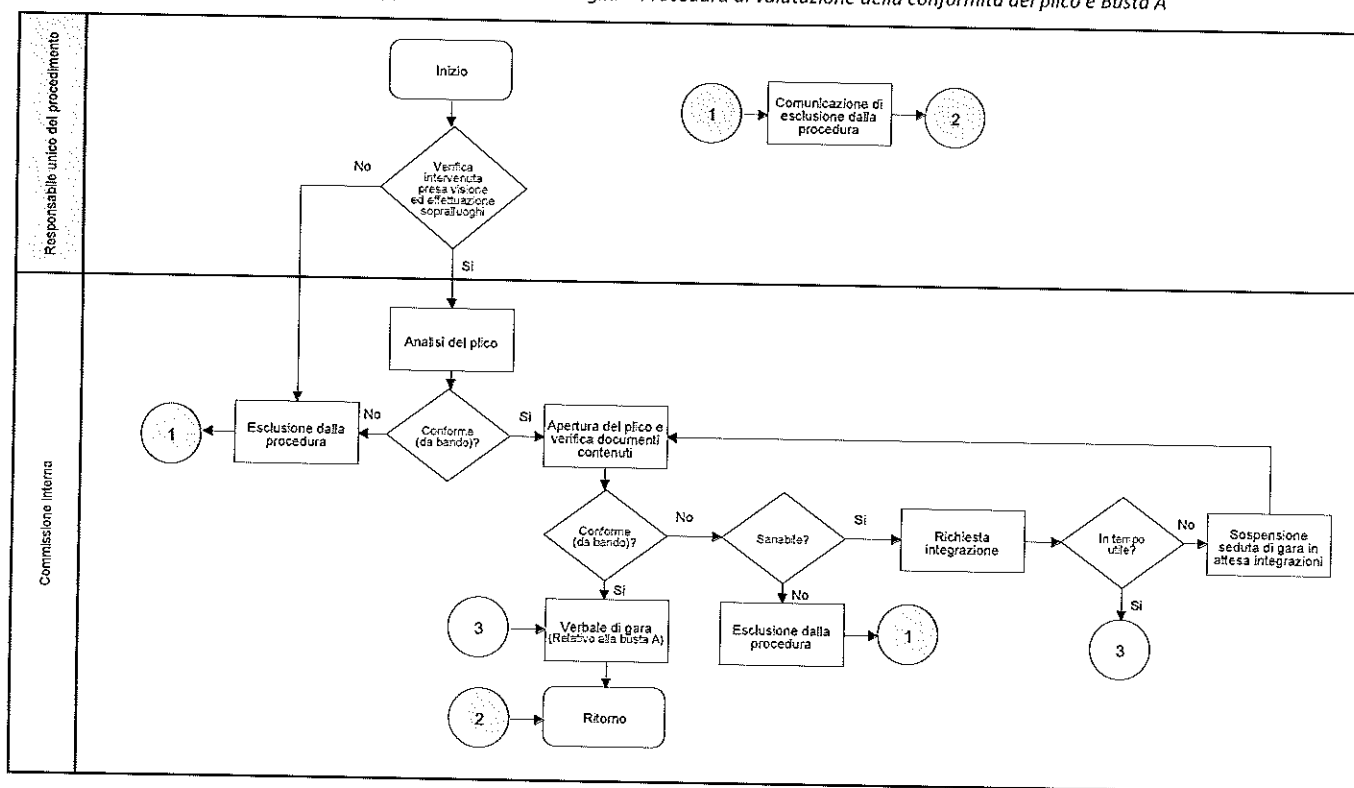 Procedura di valutazione della conformità del plico e Busta A
Responsabile unico del procedimento
Inizio
1
Comunicazione di
esclusione dalla
procedura
2
No
Verifica
intervenuta
presa visione
ed effettuazione
sopralluoghi
Si
Commissione interna
Analisi del plico
1
Esclusione dalla
procedura
No
Conforme
(da bando)?
Si
Apertura del plico e
verifica documenti
contenuti
Conforme
(da bando)?
No
Sanabile?
Si
Richiesta
integrazione
In tempo
utile?
No
Sospensione
seduta di gara in
attesa integrazioni
Si
No
Si
3
Verbale di gara
(Relativo alla busta A)
Esclusione dalla
procedura
1
3
2
Ritorno